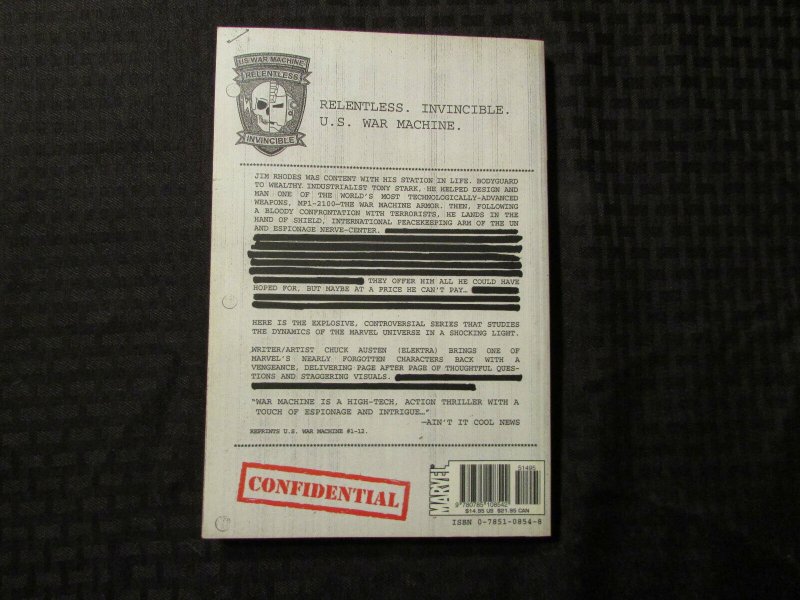 U.S. WAR MACHINE
RELENTLESS
INVINCIBLE
RELENTLESS. INVINCIBLE.
U.S. WAR MACHINE.
JIM RHODES WAS CONTENT WITH HIS STATION IN LIFE. BODYGUARD
TO WEALTHY INDUSTRIALIST TONY STARK, HE HELPED DESIGN AND
MAN ONE OF THE WORLD'S MOST TECHNOLOGICALLY-ADVANCED
WEAPONS, MP1-2100—THE WAR MACHINE ARMOR. THEN, FOLLOWING
A BLOODY CONFRONTATION WITH TERRORISTS, HE LANDS IN THE
HAND OF SHIELD, INTERNATIONAL PEACEKEEPING ARM OF THE UN
AND ESPIONAGE NERVE-CENTER.
THEY OFFER HIM ALL HE COULD HAVE
HOPED FOR, BUT MAYBE AT A PRICE HE CAN'T PAY…
HERE IS THE EXPLOSIVE, CONTROVERSIAL SERIES THAT STUDIES
THE DYNAMICS OF THE MARVEL UNIVERSE IN A SHOCKING LIGHT.
WRITER/ARTIST CHUCK AUSTEN (ELEKTRA) BRINGS ONE OF
MARVEL'S NEARLY FORGOTTEN CHARACTERS BACK WITH A
VENGEANCE, DELIVERING PAGE AFTER PAGE OF THOUGHTFUL QUES-
TIONS AND STAGGERING VISUALS.
"WAR MACHINE IS A HIGH-TECH, ACTION THRILLER WITH A
TOUCH OF ESPIONAGE AND INTRIGUE…"
—AIN'T IT COOL NEWS
REPRINTS U.S. WAR MACHINE #1-12.
CONFIDENTIAL
MARVEL
51495
9 780785 108542
$14.95 US $21.95 CAN
ISBN 0-7851-0854-8